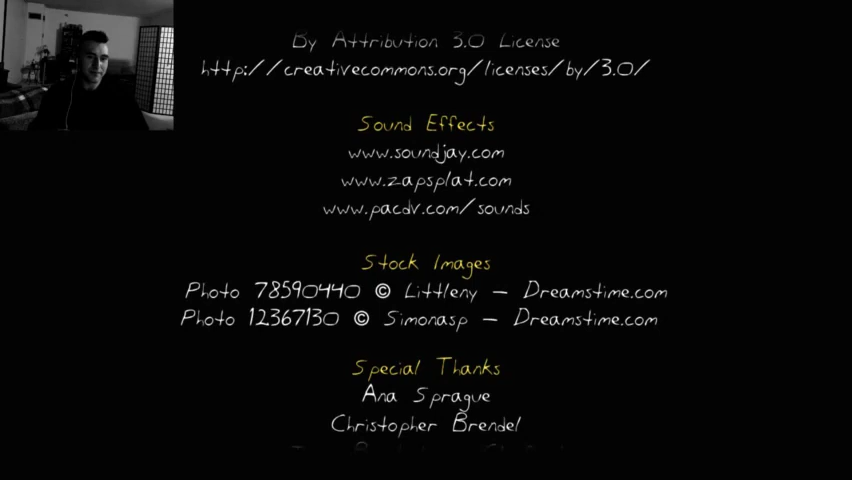 By Attribution 3.0 License
http://creativecommons.org/licenses/by/3.0/
Sound Effects
www.soundjay.com
www.zapsplat.com
www.pacdv.com/sounds
Stock Images
Photo 78590440 © Littleny – Dreamstime.com
Photo 12367130 © Simonasp – Dreamstime.com
Special Thanks
Ana Sprague
Christopher Brendel